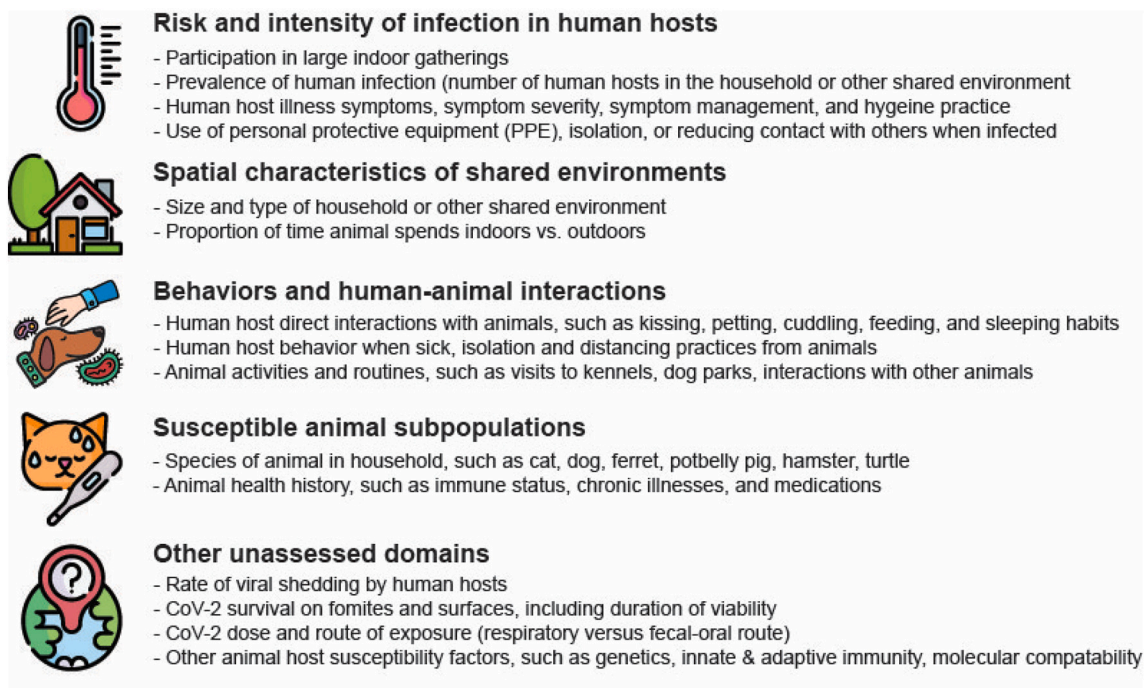 Risk and intensity of infection in human hosts
- Participation in large indoor gatherings
- Prevalence of human infection (number of human hosts in the household or other shared environment
- Human host illness symptoms, symptom severity, symptom management, and hygeine practice
- Use of personal protective equipment (PPE), isolation, or reducing contact with others when infected
Spatial characteristics of shared environments
- Size and type of household or other shared environment
- Proportion of time animal spends indoors vs. outdoors
Behaviors and human-animal interactions
- Human host direct interactions with animals, such as kissing, petting, cuddling, feeding, and sleeping habits
- Human host behavior when sick, isolation and distancing practices from animals
- Animal activities and routines, such as visits to kennels, dog parks, interactions with other animals
Susceptible animal subpopulations
- Species of animal in household, such as cat, dog, ferret, potbelly pig, hamster, turtle
- Animal health history, such as immune status, chronic illnesses, and medications
?
Other unassessed domains
- Rate of viral shedding by human hosts
- CoV-2 survival on fomites and surfaces, including duration of viability
- CoV-2 dose and route of exposure (respiratory versus fecal-oral route)
- Other animal host susceptibility factors, such as genetics, innate & adaptive immunity, molecular compatability